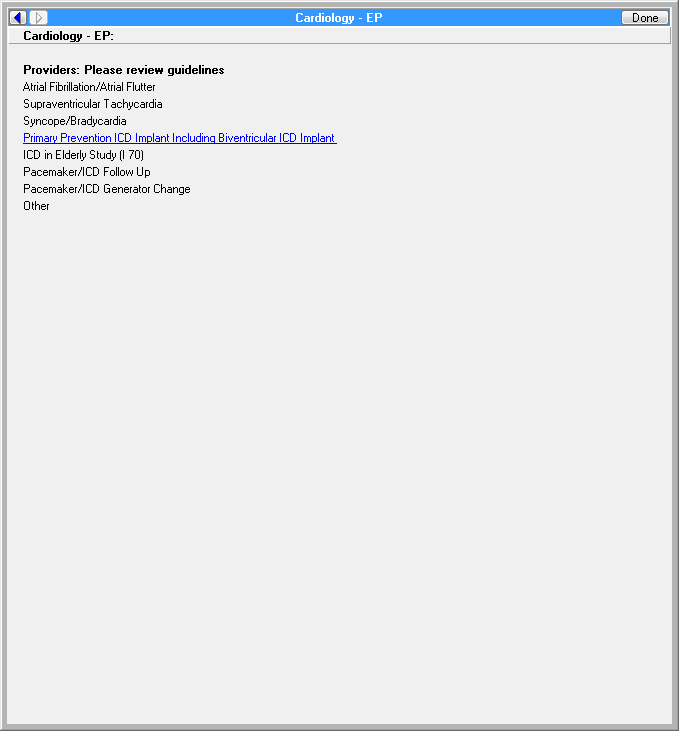 Cardiology - EP
Done
Cardiology - EP:
Providers: Please review guidelines
Atrial Fibrillation/Atrial Flutter
Supraventricular Tachycardia
Syncope/Bradycardia
Primary Prevention ICD Implant Including Biventricular ICD Implant
ICD in Elderly Study (I 70)
Pacemaker/ICD Follow Up
Pacemaker/ICD Generator Change
Other